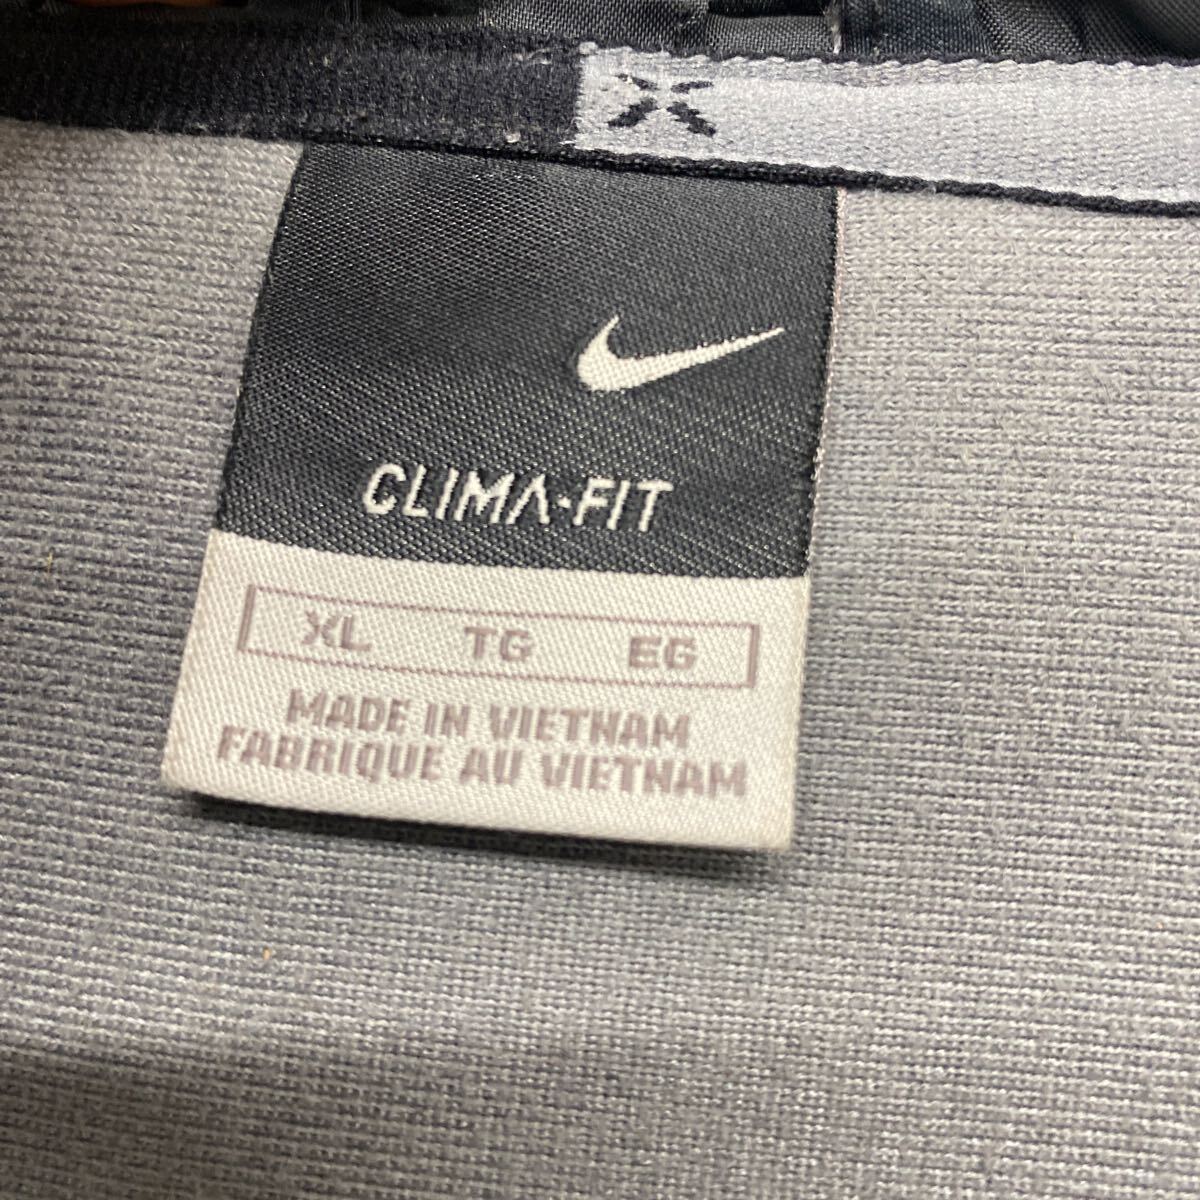 CLIMA-FIT
XL TG EG
MADE IN VIETNAM
FABRIQUE AU VIETNAM